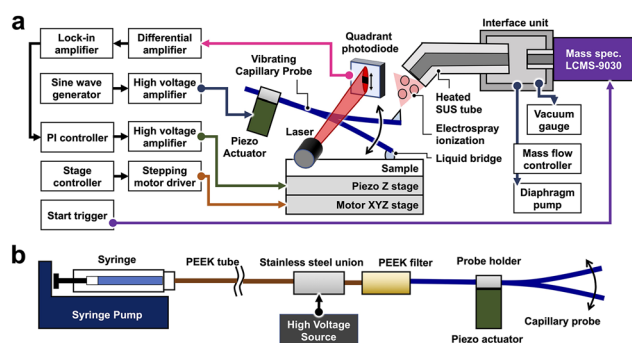 a
Lock-in
amplifier
Differential
amplifier
Quadrant
photodiode
Interface unit
Mass spec.
LCMS-9030
Sine wave
generator
High voltage
amplifier
Vibrating
Capillary Probe
Piezo
Actuator
Laser
Heated
SUS tube
Electrospray
ionization
Liquid bridge
Vacuum
gauge
Mass flow
controller
Diaphragm
pump
PI controller
High voltage
amplifier
Stage
controller
Stepping
motor driver
Start trigger
Sample
Piezo Z stage
Motor XYZ stage
b
Syringe
Syringe Pump
PEEK tube
Stainless steel union
High Voltage
Source
PEEK filter
Probe holder
Piezo actuator
Capillary probe